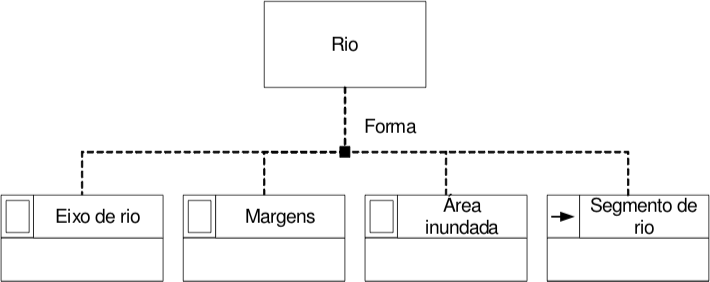 Rio
Forma
Eixo de rio
Margens
Área
inundada
Segmento de
rio